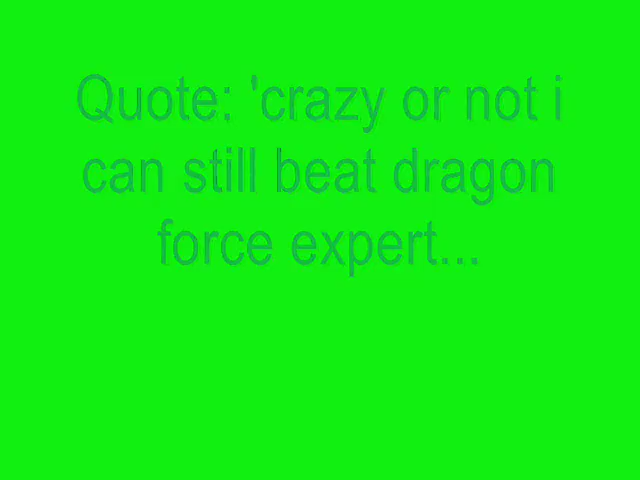 Quote: 'crazy or not i
can still beat dragon
force expert...